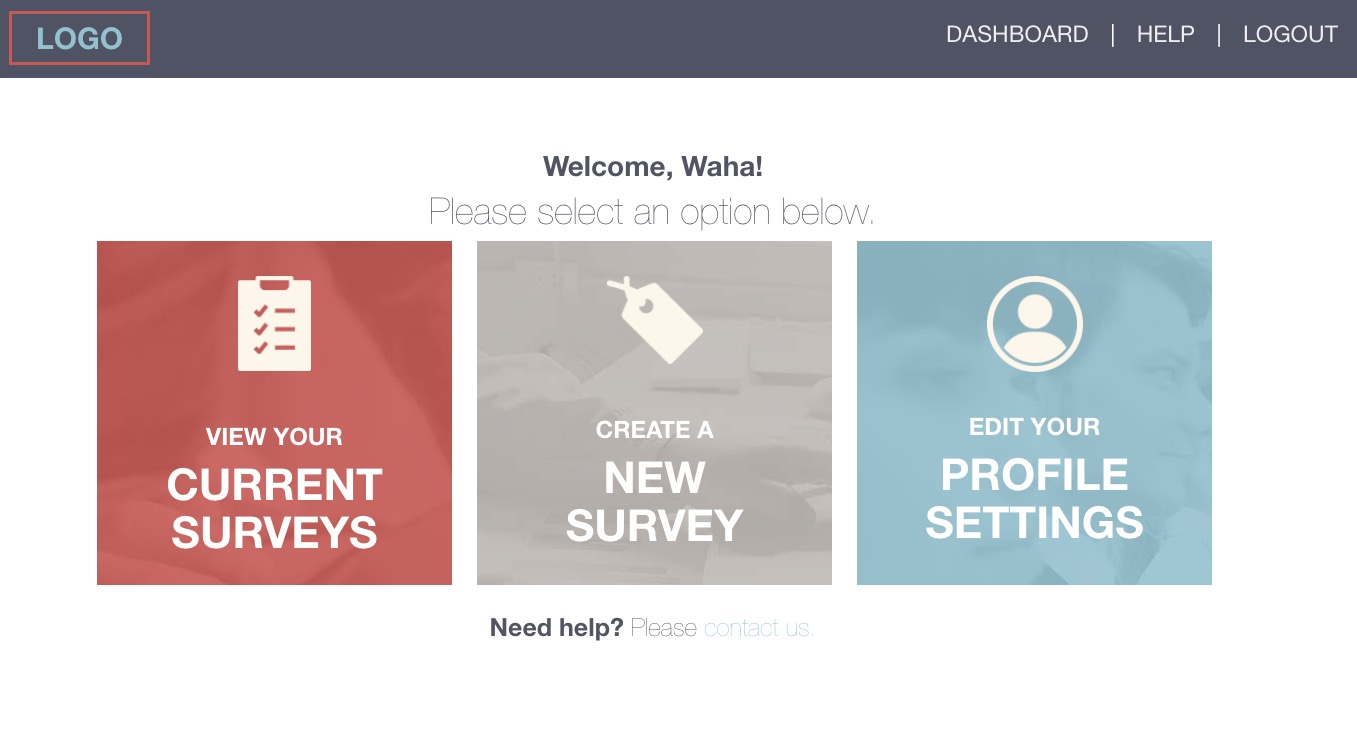 LOGO
DASHBOARD | HELP | LOGOUT
Welcome, Waha!
Please select an option below.
VIEW YOUR
CURRENT
SURVEYS
CREATE A
NEW
SURVEY
EDIT YOUR
PROFILE
SETTINGS
Need help? Please contact us.